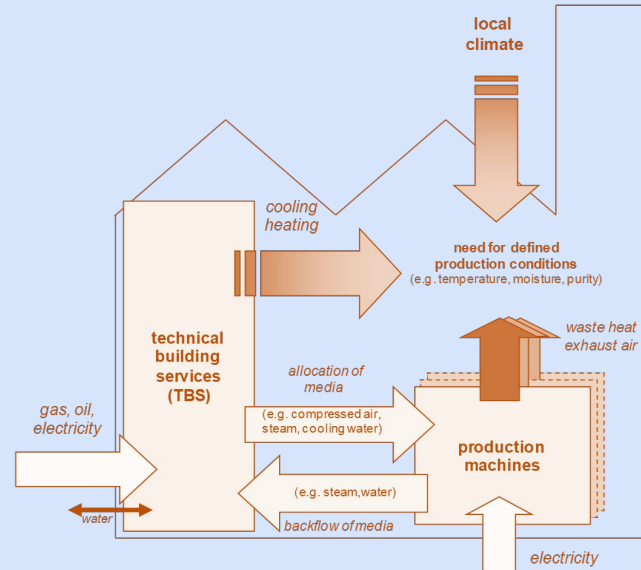 local
climate
cooling
heating
need for defined
production conditions
(e.g. temperature, moisture, purity)
technical
building
services
(TBS)
waste heat
exhaust air
allocation of
media
(e.g. compressed air,
steam, cooling water)
gas, oil,
electricity
production
machines
(e.g. steam,water)
water
backflow of media
electricity